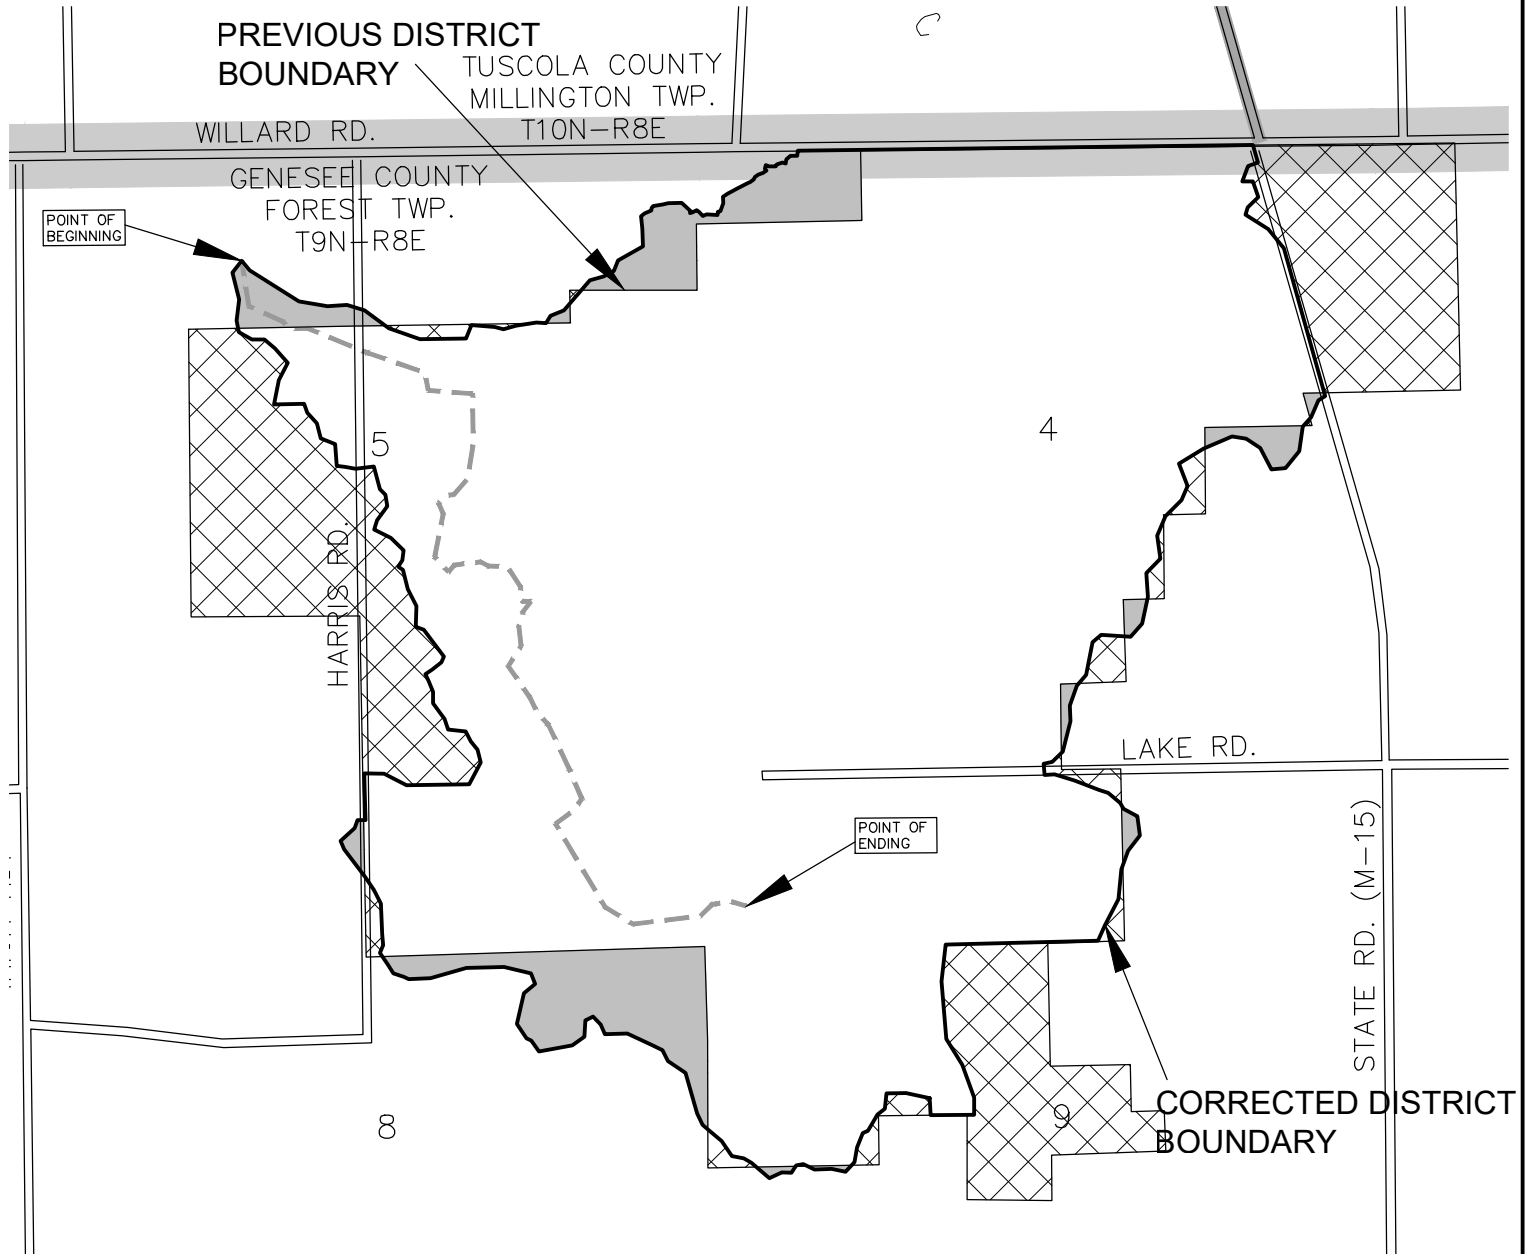 PREVIOUS DISTRICT
BOUNDARY
TUSCOLA COUNTY
MILLINGTON TWP.
T10N-R8E
WILLARD RD.
GENESEE COUNTY
FOREST TWP.
T9N-R8E
POINT OF
BEGINNING
5
4
HARRIS RD.
LAKE RD.
POINT OF
ENDING
STATE RD. (M-15)
8
9
CORRECTED DISTRICT
BOUNDARY